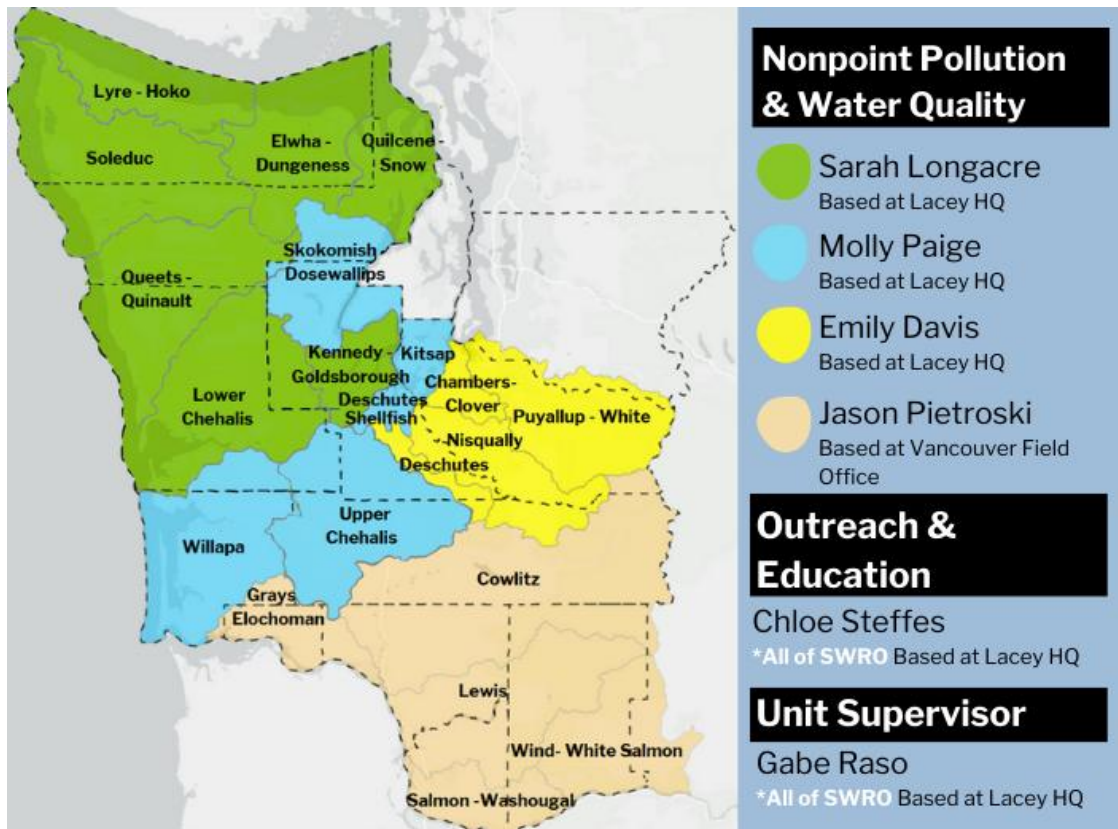 Lyre - Hoko
Soleduc
Elwha -
Dungeness
Quilcene -
Snow
Skokomish -
Dosewallips
Queets -
Quinault
Kennedy -
Goldsborough
Kitsap
Lower
Chehalis
Deschutes
Shellfish
Chambers-
Clover
Puyallup - White
Nisqually
Deschutes
Upper
Chehalis
Willapa
Grays
Elochoman
Cowlitz
Lewis
Wind- White Salmon
Salmon -Washougal
Nonpoint Pollution
& Water Quality
Sarah Longacre
Based at Lacey HQ
Molly Paige
Based at Lacey HQ
Emily Davis
Based at Lacey HQ
Jason Pietroski
Based at Vancouver Field
Office
Outreach &
Education
Chloe Steffes
*All of SWRO Based at Lacey HQ
Unit Supervisor
Gabe Raso
*All of SWRO Based at Lacey HQ